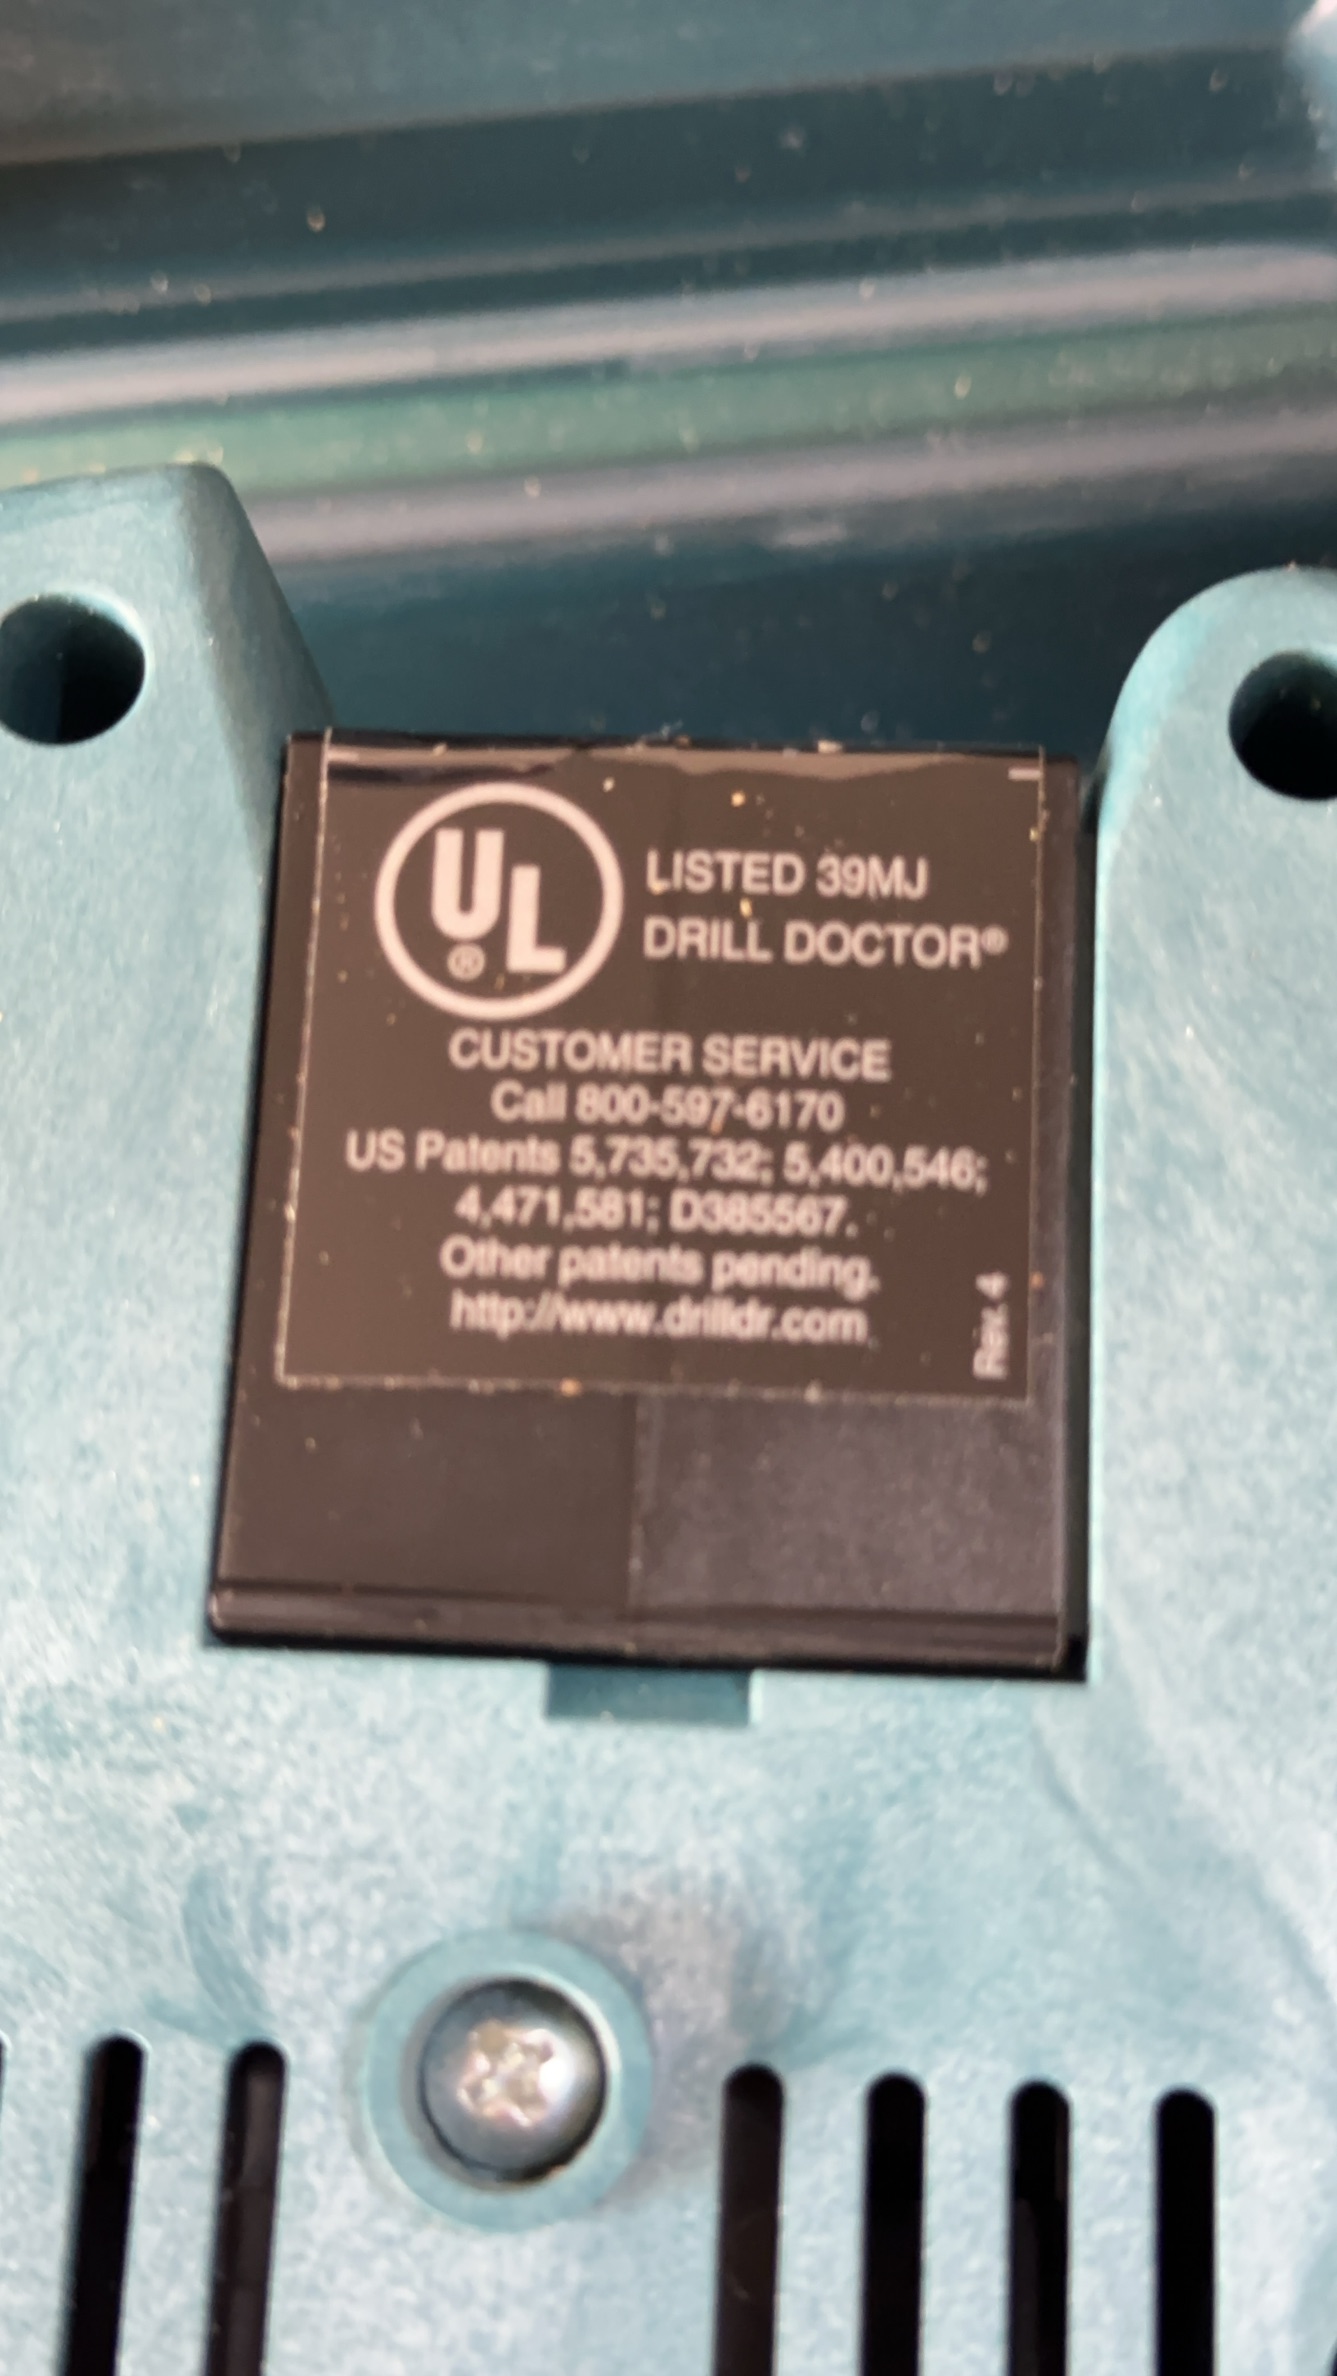 UL®
LISTED 39MJ
DRILL DOCTOR®
CUSTOMER SERVICE
Call 800-597-6170
US Patents 5,735,732; 5,400,546;
4,471,581; D385567.
Other patents pending.
http://www.drilldr.com
Rev. 4